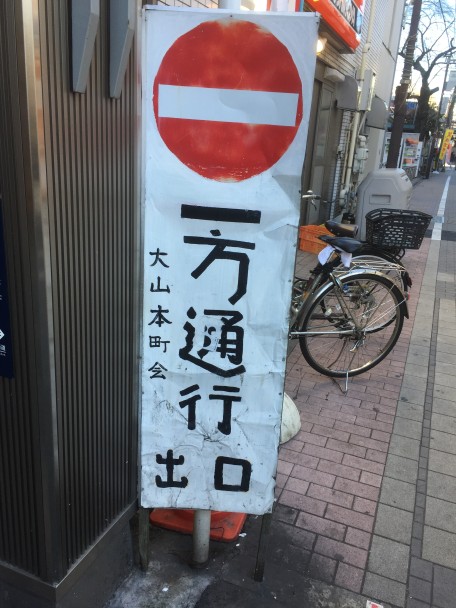 一方通行
出口
大山本町会